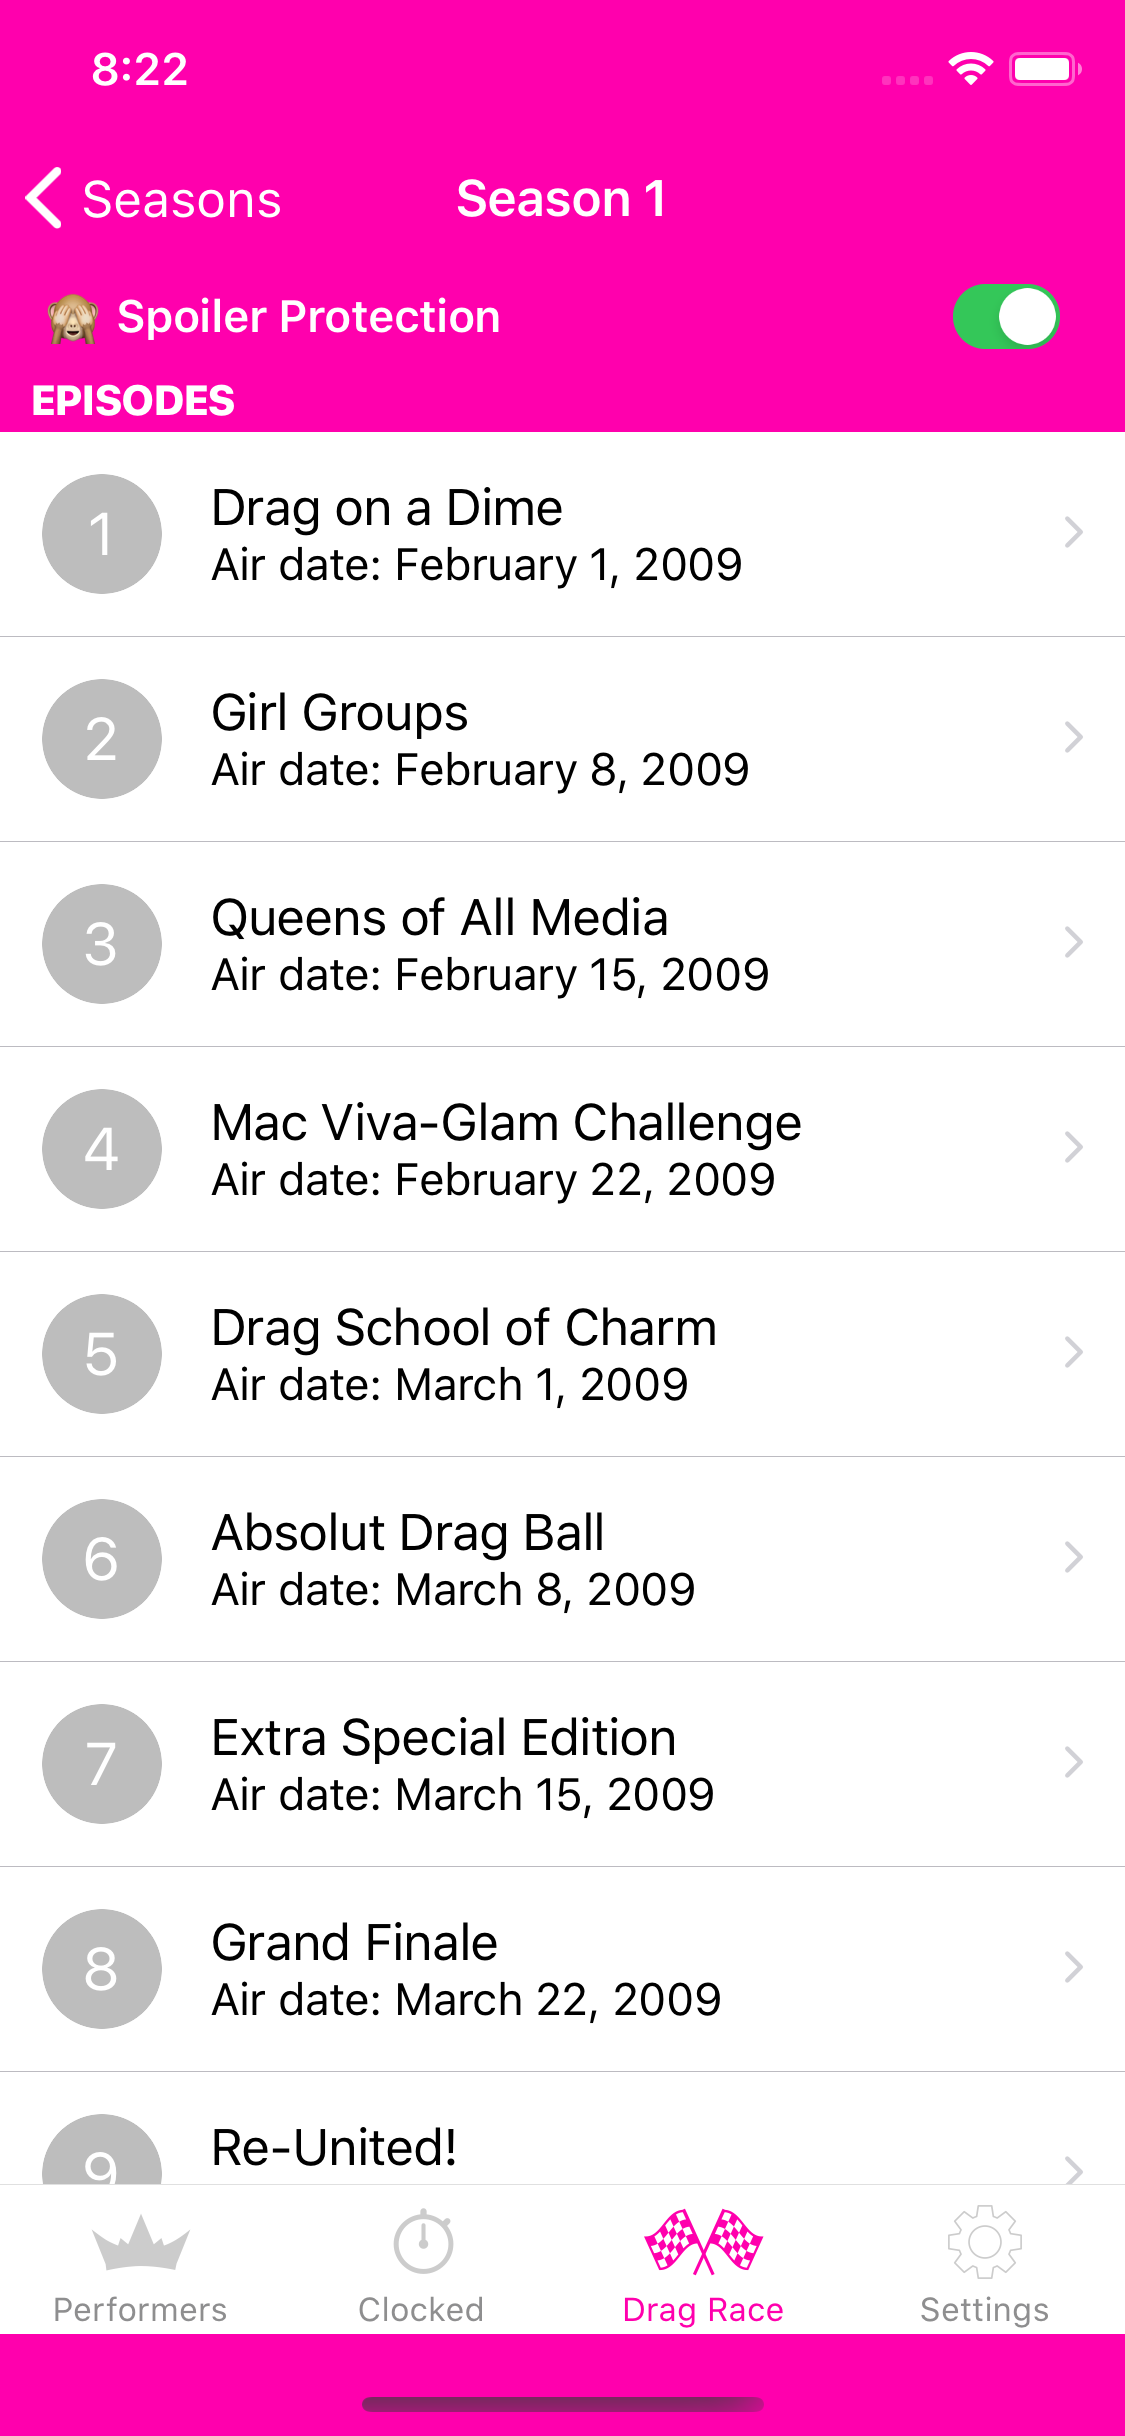 8:22
Seasons
Season 1
Spoiler Protection
EPISODES
1
Drag on a Dime
Air date: February 1, 2009
2
Girl Groups
Air date: February 8, 2009
3
Queens of All Media
Air date: February 15, 2009
4
Mac Viva-Glam Challenge
Air date: February 22, 2009
5
Drag School of Charm
Air date: March 1, 2009
6
Absolut Drag Ball
Air date: March 8, 2009
7
Extra Special Edition
Air date: March 15, 2009
8
Grand Finale
Air date: March 22, 2009
9
Re-United!
Performers
Clocked
Drag Race
Settings